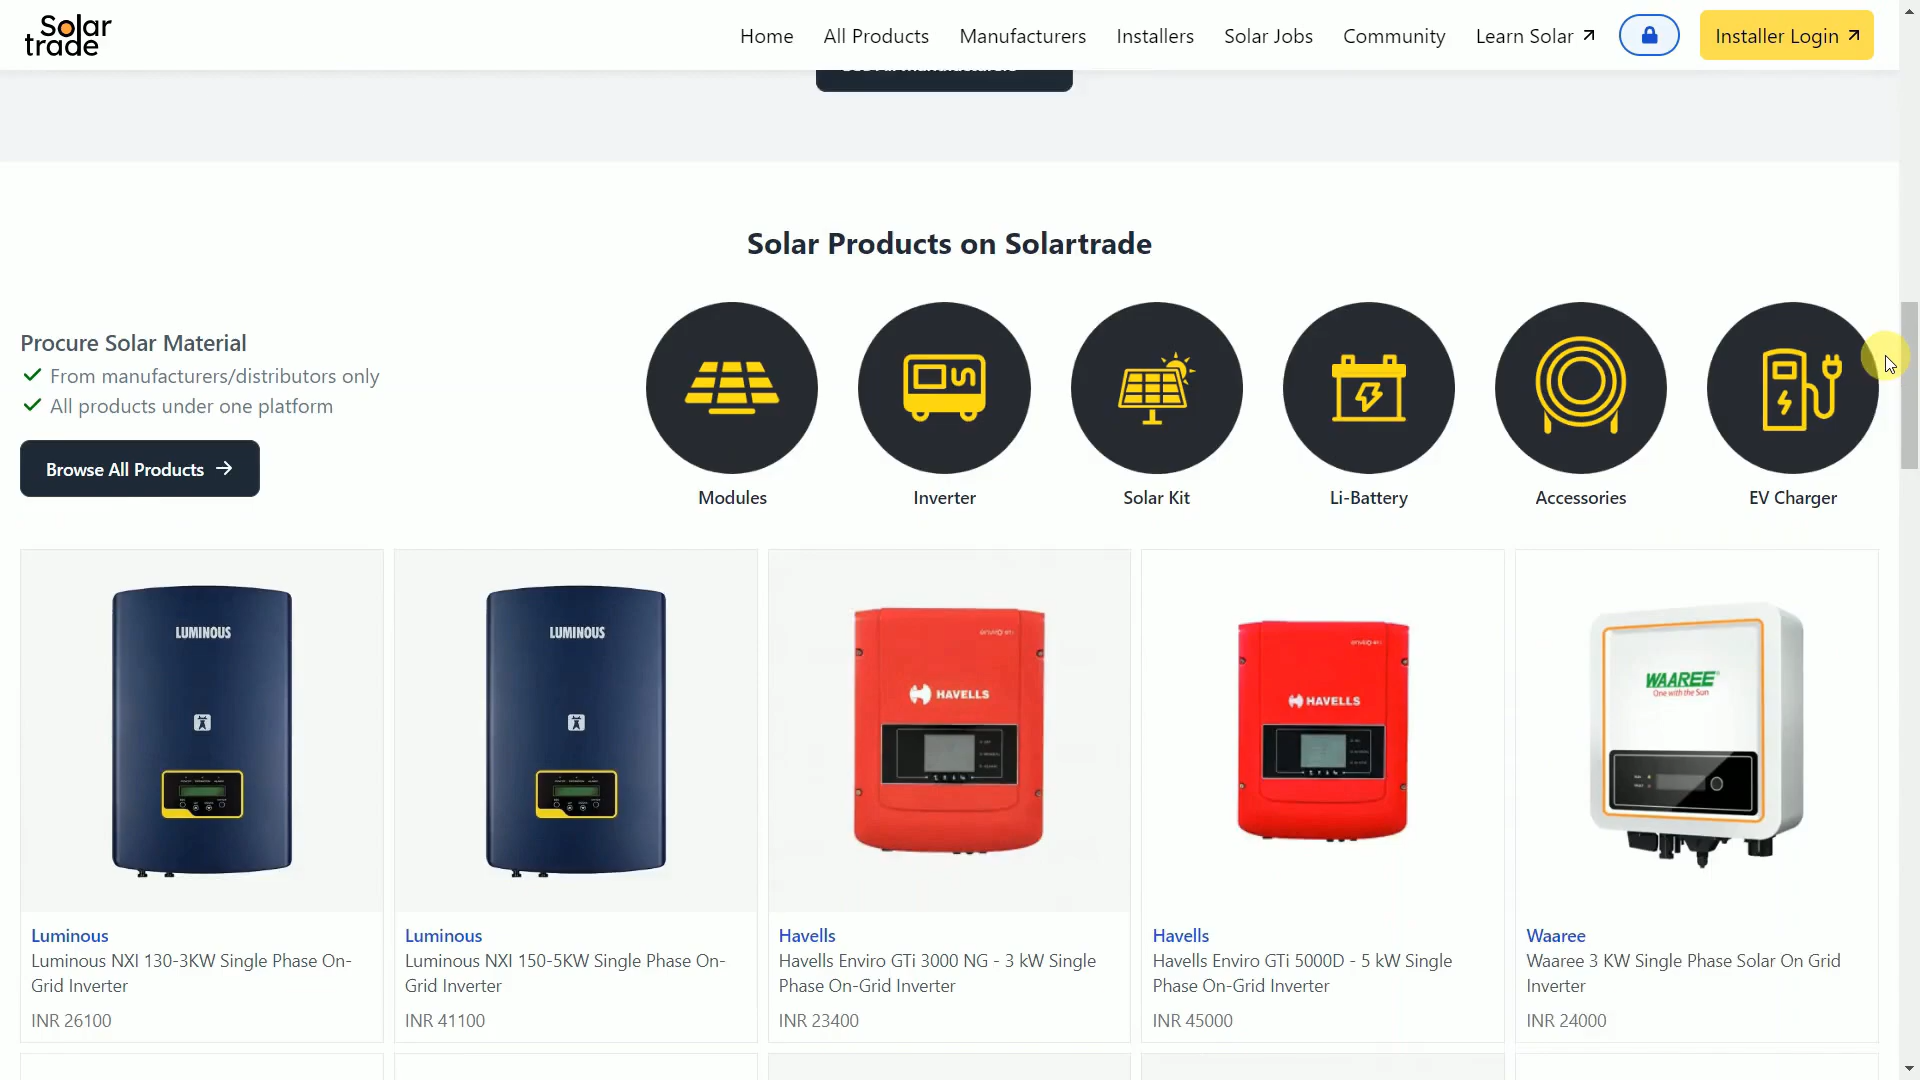 Solar
trade
Home
All Products
Manufacturers
Installers
Solar Jobs
Community
Learn Solar
Installer Login
Solar Products on Solartrade
Procure Solar Material
From manufacturers/distributors only
All products under one platform
Browse All Products
Modules
Inverter
Solar Kit
Li-Battery
Accessories
EV Charger
LUMINOUS
LUMINOUS
HAVELLS
HAVELLS
WAAREE
One with the Sun
Luminous
Luminous NXI 130-3KW Single Phase On-
Grid Inverter
INR 26100
Luminous
Luminous NXI 150-5KW Single Phase On-
Grid Inverter
INR 41100
Havells
Havells Enviro GTi 3000 NG - 3 kW Single
Phase On-Grid Inverter
INR 23400
Havells
Havells Enviro GTi 5000D - 5 kW Single
Phase On-Grid Inverter
INR 45000
Waaree
Waaree 3 KW Single Phase Solar On Grid
Inverter
INR 24000